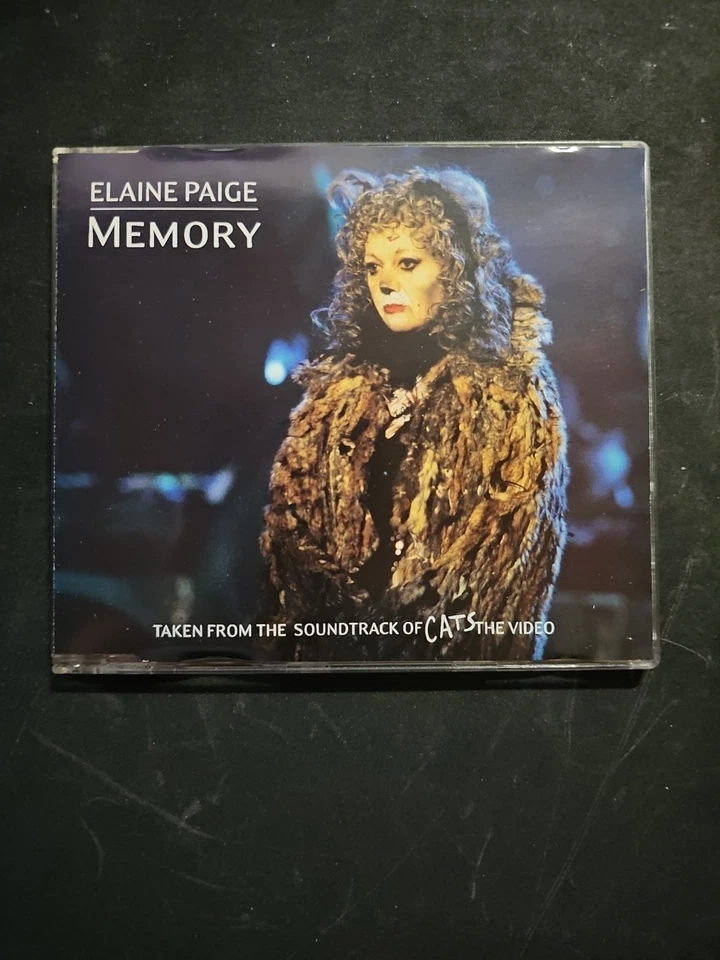 ELAINE PAIGE
MEMORY
TAKEN FROM THE SOUNDTRACK OF CATS THE VIDEO